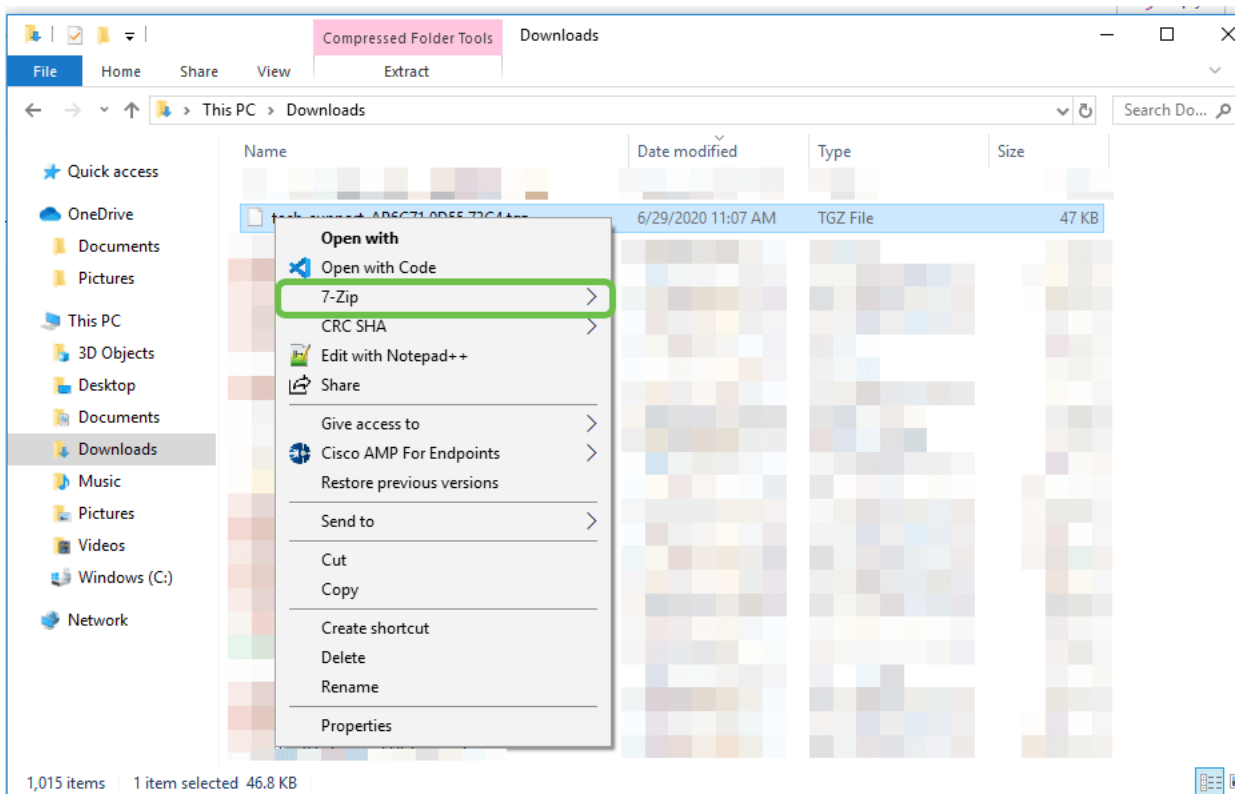 Compressed Folder Tools Downloads
File Home Share View Extract
This PC > Downloads
Search Do...
Name Date modified Type Size
Quick access
OneDrive
Documents
Pictures
This PC
3D Objects
Desktop
Documents
Downloads
Music
Pictures
Videos
Windows (C:)
Network
6/29/2020 11:07 AM TGZ File 47 KB
Open with
Open with Code
7-Zip
CRC SHA
Edit with Notepad++
Share
Give access to
Cisco AMP For Endpoints
Restore previous versions
Send to
Cut
Copy
Create shortcut
Delete
Rename
Properties
1,015 items 1 item selected 46.8 KB